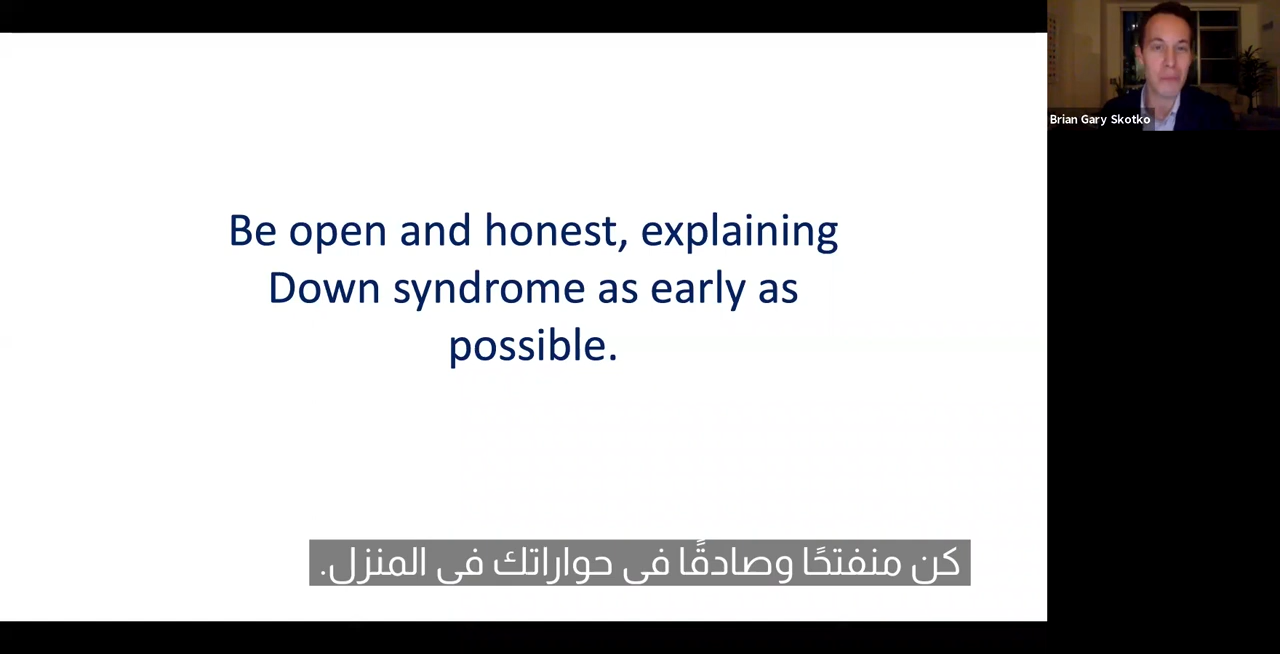 Brian Gary Skotko
Be open and honest, explaining
Down syndrome as early as
possible.
كن منفتحًا وصادقًا في حواراتك في المنزل.